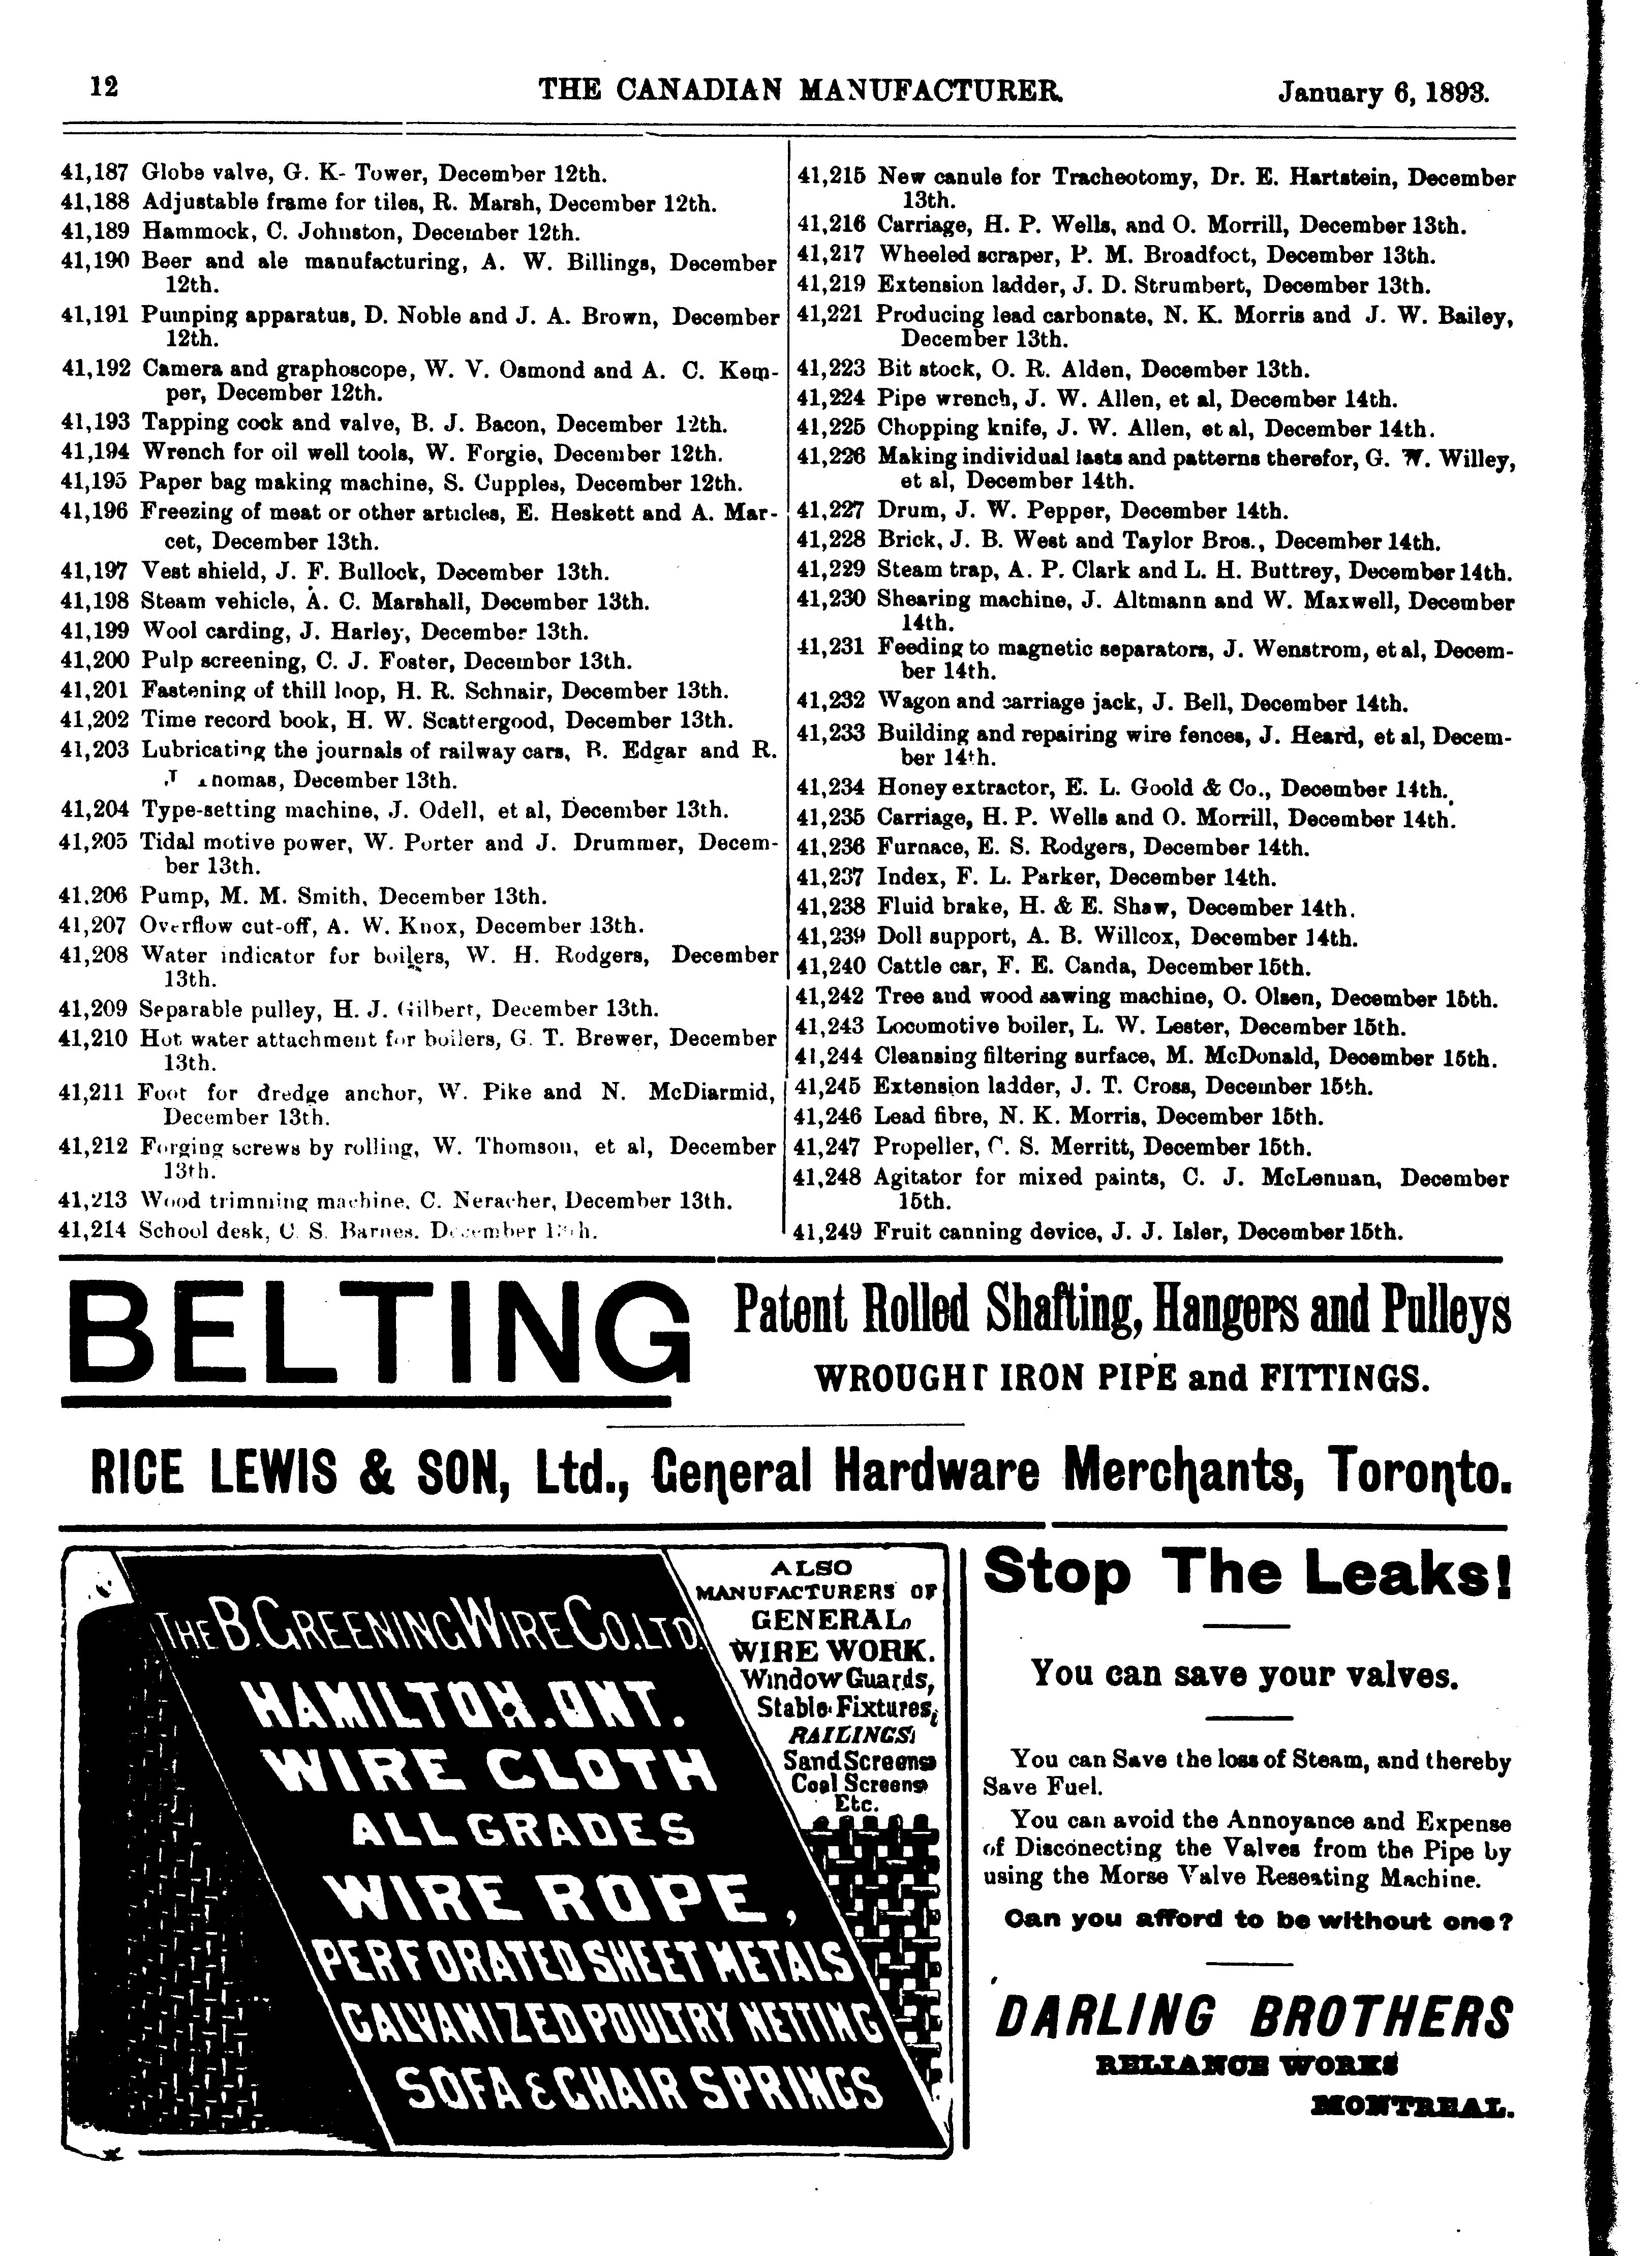 12
THE CANADIAN MANUFACTURER.
January 6, 1893.
41,187 Globe valve, G. K- Tower, December 12th.
41,188 Adjustable frame for tiles, R. Marsh, December 12th.
41,189 Hammock, C. Johnston, December 12th.
41,190 Beer and ale manufacturing, A. W. Billings, December
12th.
41,191 Pumping apparatus, D. Noble and J. A. Brown, December
12th.
41,192 Camera and graphoscope, W. V. Osmond and A. C. Kem-
per, December 12th.
41,193 Tapping cock and valve, B. J. Bacon, December 12th.
41,194 Wrench for oil well tools, W. Forgie, December 12th.
41,195 Paper bag making machine, S. Cupples, December 12th.
41,196 Freezing of meat or other articles, E. Heskett and A. Mar-
cet, December 13th.
41,197 Vest shield, J. F. Bullock, December 13th.
41,198 Steam vehicle, A. C. Marshall, December 13th.
41,199 Wool carding, J. Harley, December 13th.
41,200 Pulp screening, C. J. Foster, December 13th.
41,201 Fastening of thill loop, H. R. Schnair, December 13th.
41,202 Time record book, H. W. Scattergood, December 13th.
41,203 Lubricating the journals of railway cars, R. Edgar and R.
J Thomas, December 13th.
41,204 Type-setting machine, J. Odell, et al, December 13th.
41,205 Tidal motive power, W. Porter and J. Drummer, Decem-
ber 13th.
41,206 Pump, M. M. Smith, December 13th.
41,207 Overflow cut-off, A. W. Knox, December 13th.
41,208 Water indicator for boilers, W. H. Rodgers, December
13th.
41,209 Separable pulley, H. J. Gilbert, December 13th.
41,210 Hot water attachment for boilers, G. T. Brewer, December
13th.
41,211 Foot for dredge anchor, W. Pike and N. McDiarmid,
December 13th.
41,212 Forging screws by rolling, W. Thomson, et al, December
13th.
41,213 Wood trimming machine, C. Neracher, December 13th.
41,214 School desk, C. S. Barnes, December 13th.
41,215 New canule for Tracheotomy, Dr. E. Hartstein, December
13th.
41,216 Carriage, H. P. Wells, and O. Morrill, December 13th.
41,217 Wheeled scraper, P. M. Broadfoct, December 13th.
41,219 Extension ladder, J. D. Strumbert, December 13th.
41,221 Producing lead carbonate, N. K. Morris and J. W. Bailey,
December 13th.
41,223 Bit stock, O. R. Alden, December 13th.
41,224 Pipe wrench, J. W. Allen, et al, December 14th.
41,225 Chopping knife, J. W. Allen, et al, December 14th.
41,226 Making individual lasts and patterns therefor, G. W. Willey,
et al, December 14th.
41,227 Drum, J. W. Pepper, December 14th.
41,228 Brick, J. B. West and Taylor Bros., December 14th.
41,229 Steam trap, A. P. Clark and L. H. Buttrey, December 14th.
41,230 Shearing machine, J. Altmann and W. Maxwell, December
14th.
41,231 Feeding to magnetic separators, J. Wenstrom, et al, Decem-
ber 14th.
41,232 Wagon and carriage jack, J. Bell, December 14th.
41,233 Building and repairing wire fences, J. Heard, et al, Decem-
ber 14th.
41,234 Honey extractor, E. L. Goold & Co., December 14th.
41,235 Carriage, H. P. Wells and O. Morrill, December 14th.
41,236 Furnace, E. S. Rodgers, December 14th.
41,237 Index, F. L. Parker, December 14th.
41,238 Fluid brake, H. & E. Shaw, December 14th.
41,239 Doll support, A. B. Willcox, December 14th.
41,240 Cattle car, F. E. Canda, December 15th.
41,242 Tree and wood sawing machine, O. Olsen, December 15th.
41,243 Locomotive boiler, L. W. Lester, December 15th.
41,244 Cleansing filtering surface, M. McDonald, December 15th.
41,245 Extension ladder, J. T. Cross, December 15th.
41,246 Lead fibre, N. K. Morris, December 15th.
41,247 Propeller, C. S. Merritt, December 15th.
41,248 Agitator for mixed paints, C. J. McLenuan, December
15th.
41,249 Fruit canning device, J. J. Isler, December 15th.
BELTING
Patent Rolled Shafting, Hangers and Pulleys
WROUGHT IRON PIPE and FITTINGS.
RICE LEWIS & SON, Ltd., General Hardware Merchants, Toronto.
THE B. GREENING WIRE CO. LTD.
HAMILTON. ONT.
WIRE CLOTH
ALL GRADES
WIRE ROPE,
PERFORATED SHEET METALS
GALVANIZED POULTRY NETTING
SOFA & CHAIR SPRINGS
ALSO
MANUFACTURERS OF
GENERAL
WIRE WORK.
Window Guards,
Stable Fixtures,
RAILINGS
Sand Screens
Coal Screens
Etc.
Stop The Leaks!
You can save your valves.
You can Save the loss of Steam, and thereby
Save Fuel.
You can avoid the Annoyance and Expense
of Disconecting the Valves from the Pipe by
using the Morse Valve Reseating Machine.
Can you afford to be without one?
DARLING BROTHERS
RELIANCE WORKS
MONTREAL.